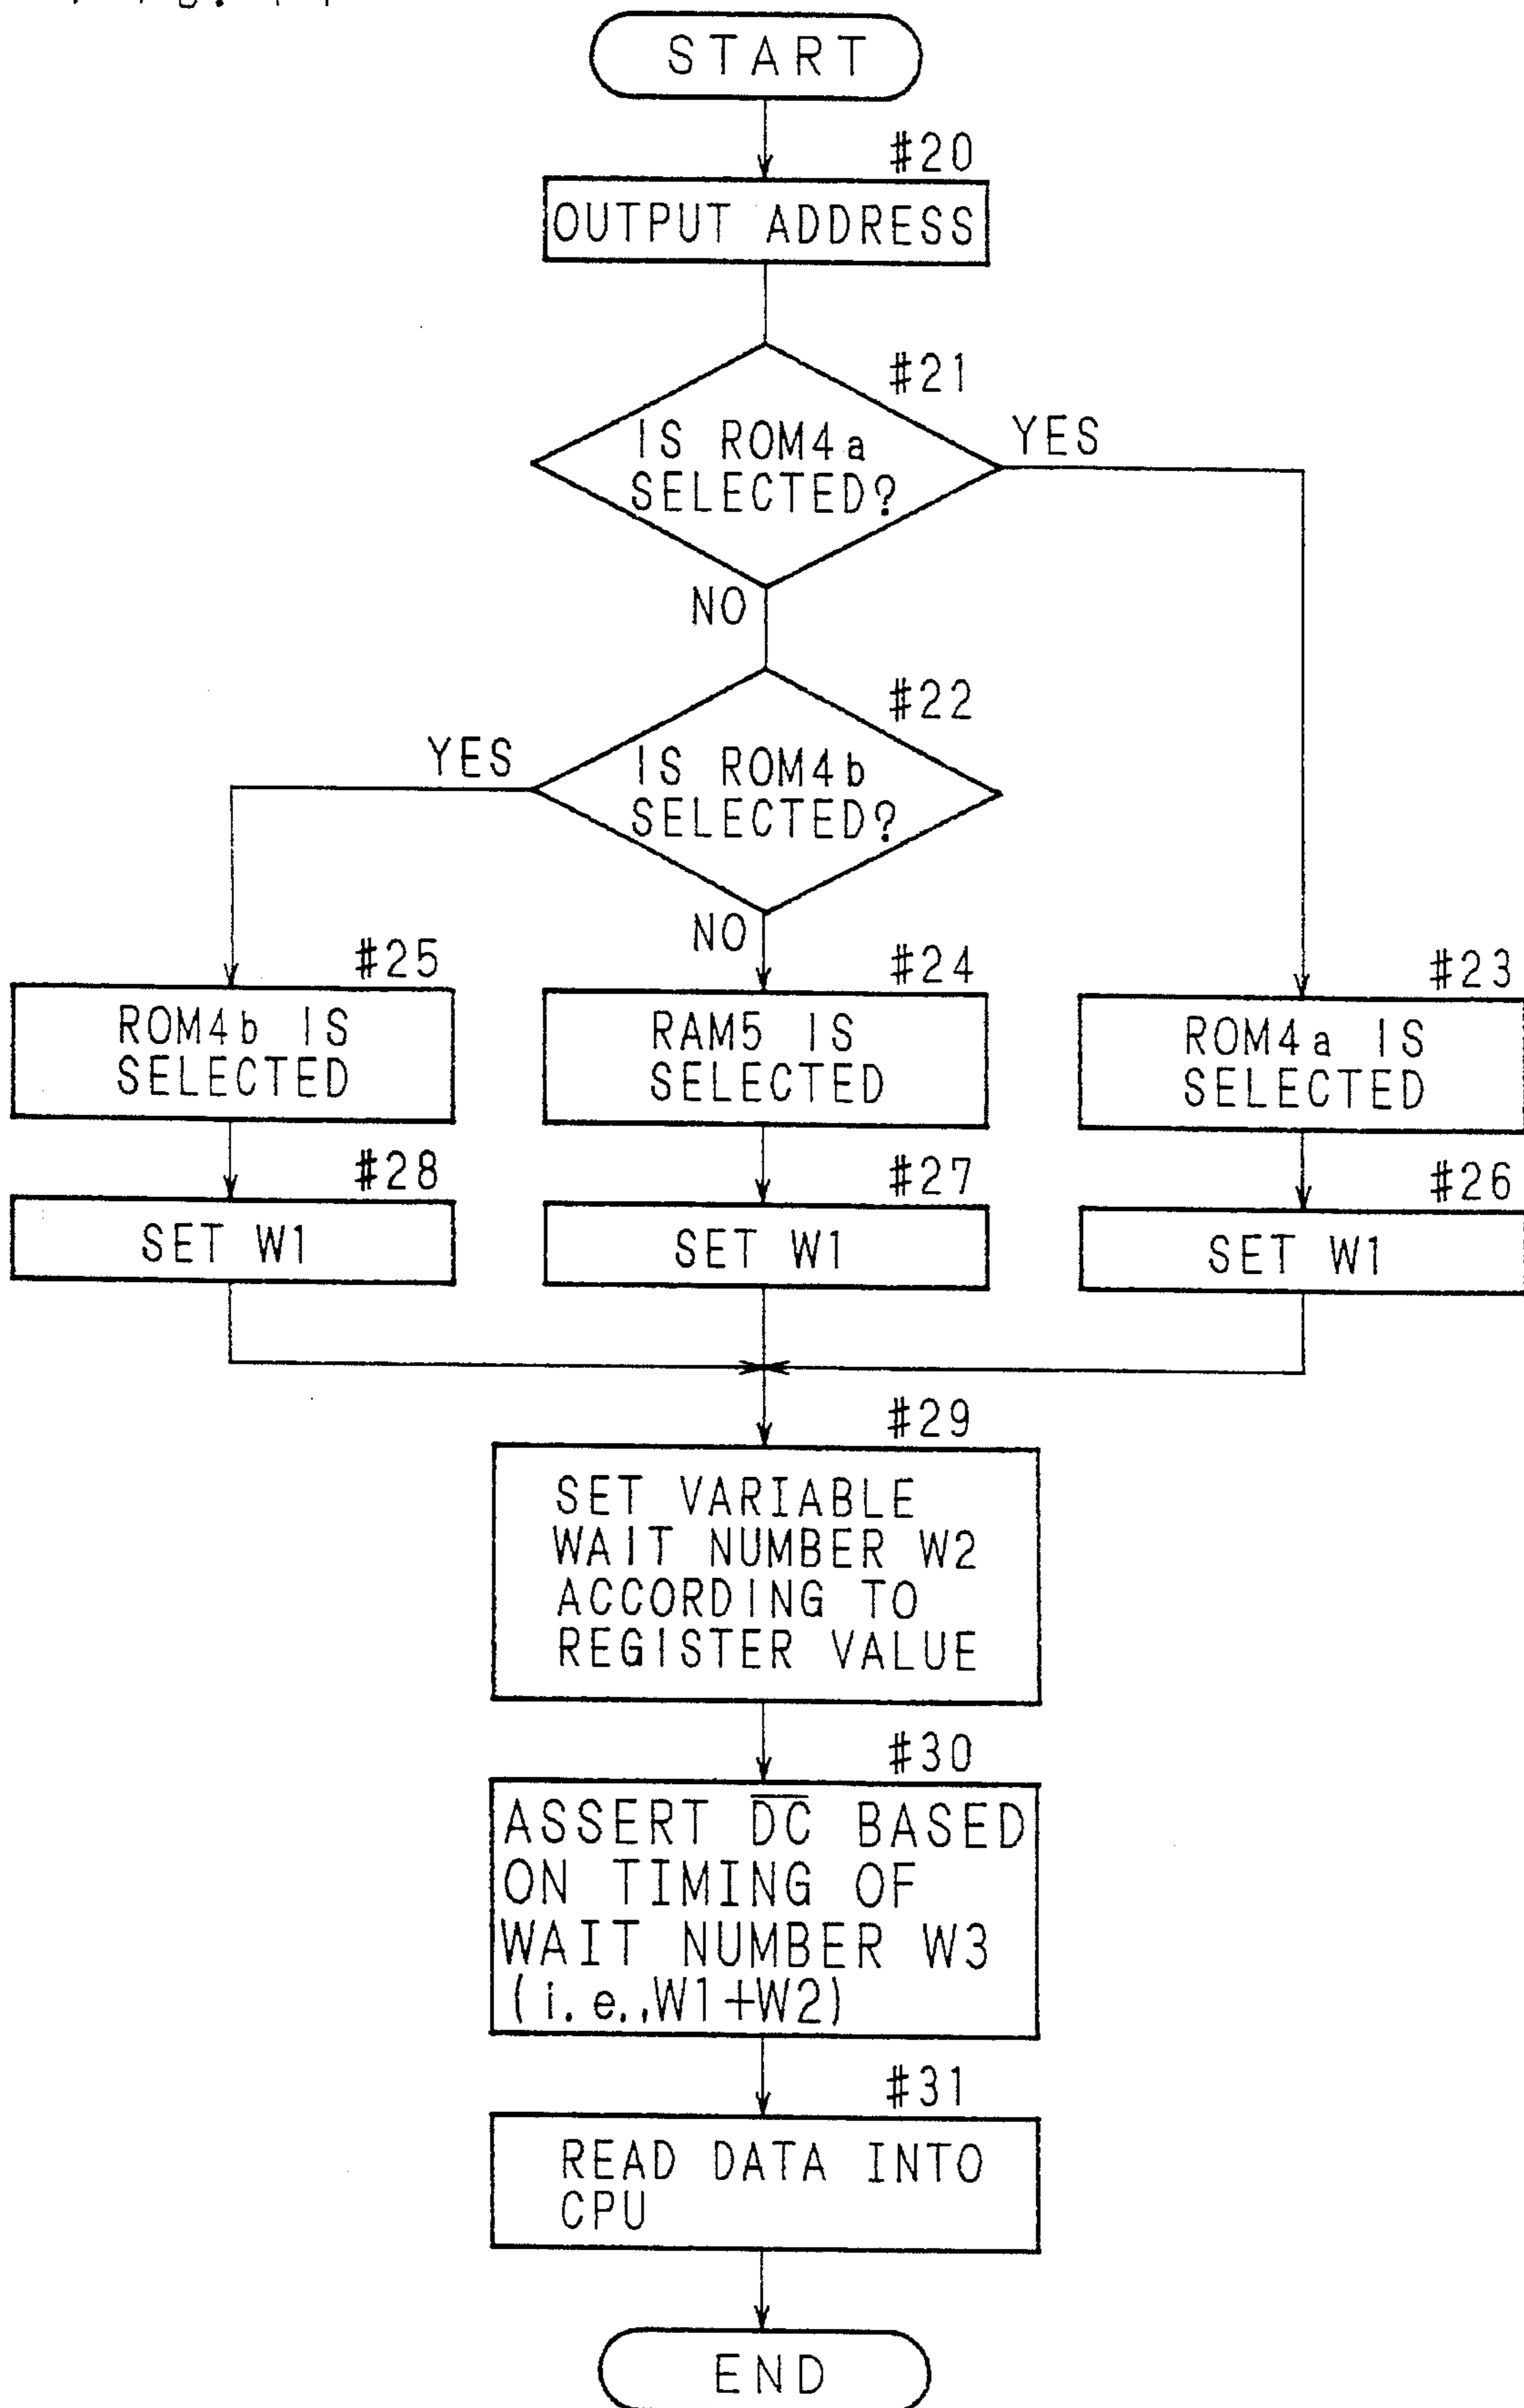 START
#20
OUTPUT ADDRESS
#21
IS ROM4a
SELECTED?
YES
NO
#22
IS ROM4b
SELECTED?
YES
NO
#25
ROM4b IS
SELECTED
#24
RAM5 IS
SELECTED
#23
ROM4a IS
SELECTED
#28
SET W1
#27
SET W1
#26
SET W1
#29
SET VARIABLE
WAIT NUMBER W2
ACCORDING TO
REGISTER VALUE
#30
ASSERT D̅C̅ BASED
ON TIMING OF
WAIT NUMBER W3
(i.e.,W1+W2)
#31
READ DATA INTO
CPU
END